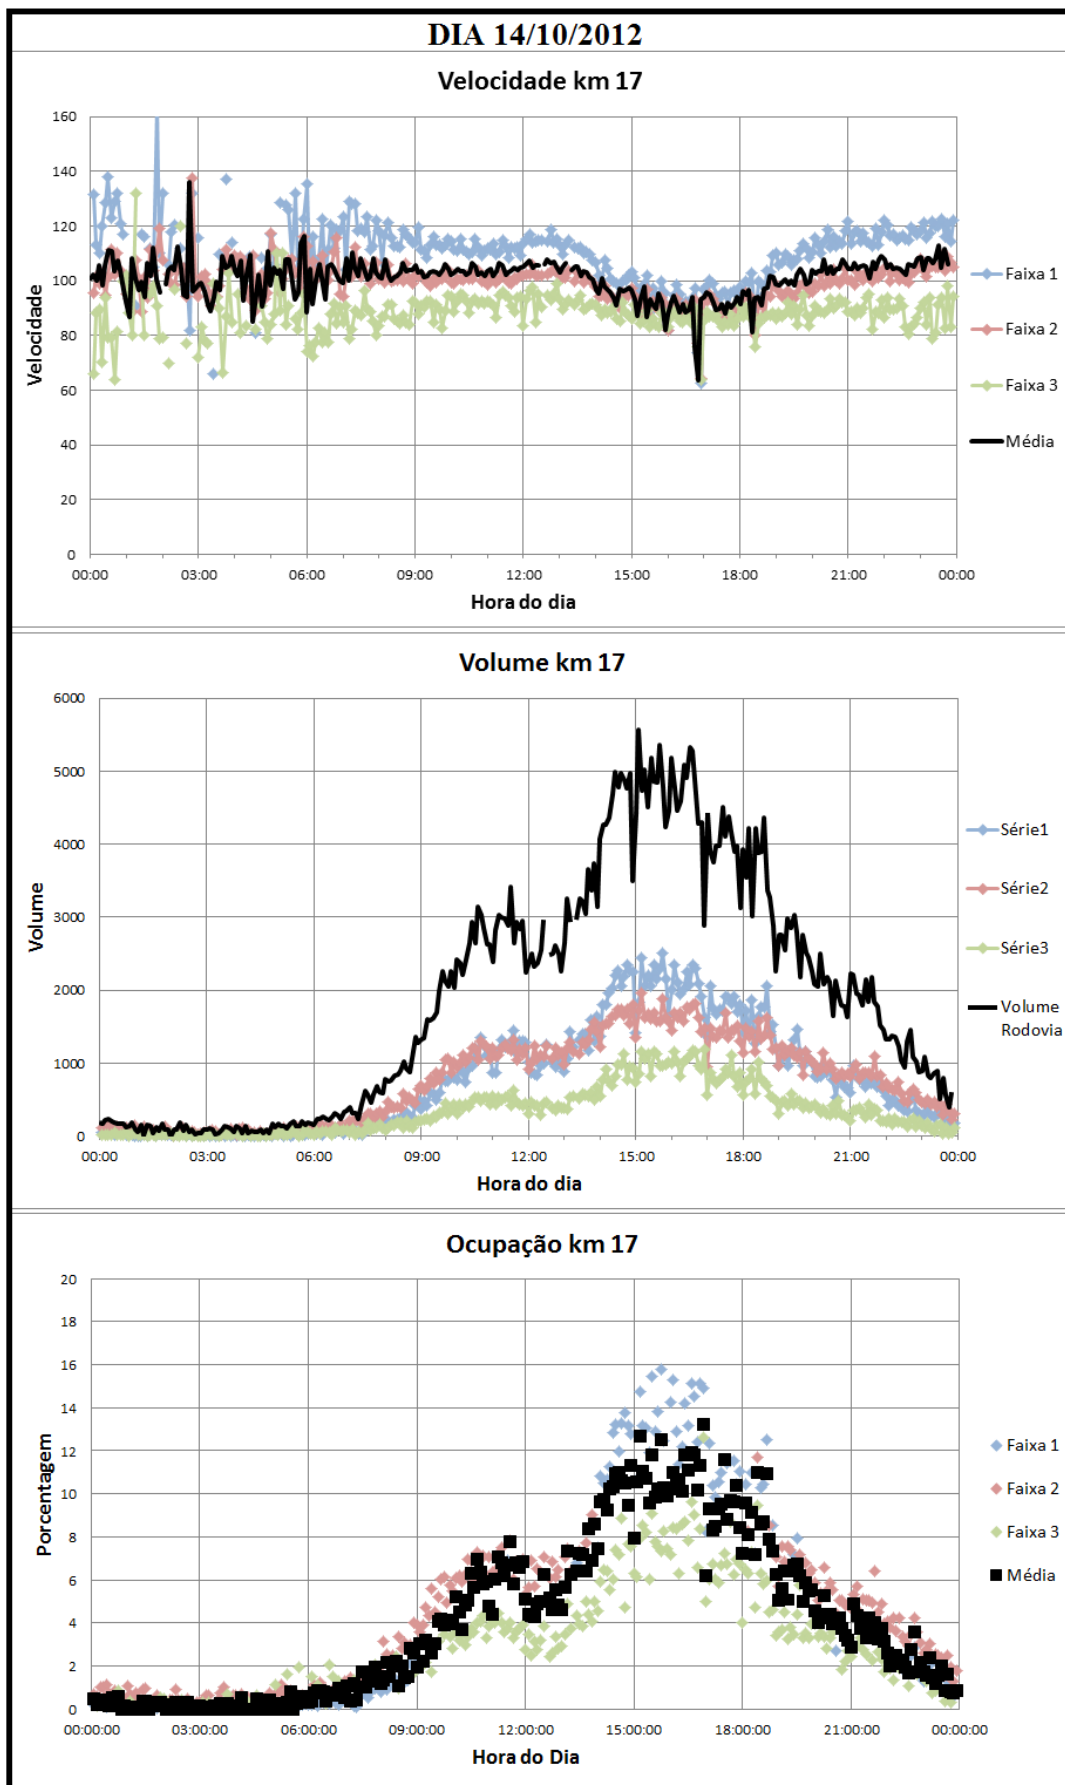 DIA 14/10/2012
Velocidade km 17
160
140
120
100
80
60
40
20
0
Velocidade
00:00 03:00 06:00 09:00 12:00 15:00 18:00 21:00 00:00
Hora do dia
Faixa 1
Faixa 2
Faixa 3
Média
Volume km 17
6000
5000
4000
3000
2000
1000
0
Volume
00:00 03:00 06:00 09:00 12:00 15:00 18:00 21:00 00:00
Hora do dia
Série1
Série2
Série3
Volume
Rodovia
Ocupação km 17
20
18
16
14
12
10
8
6
4
2
0
Porcentagem
00:00:00 03:00:00 06:00:00 09:00:00 12:00:00 15:00:00 18:00:00 21:00:00 00:00:00
Hora do Dia
Faixa 1
Faixa 2
Faixa 3
Média